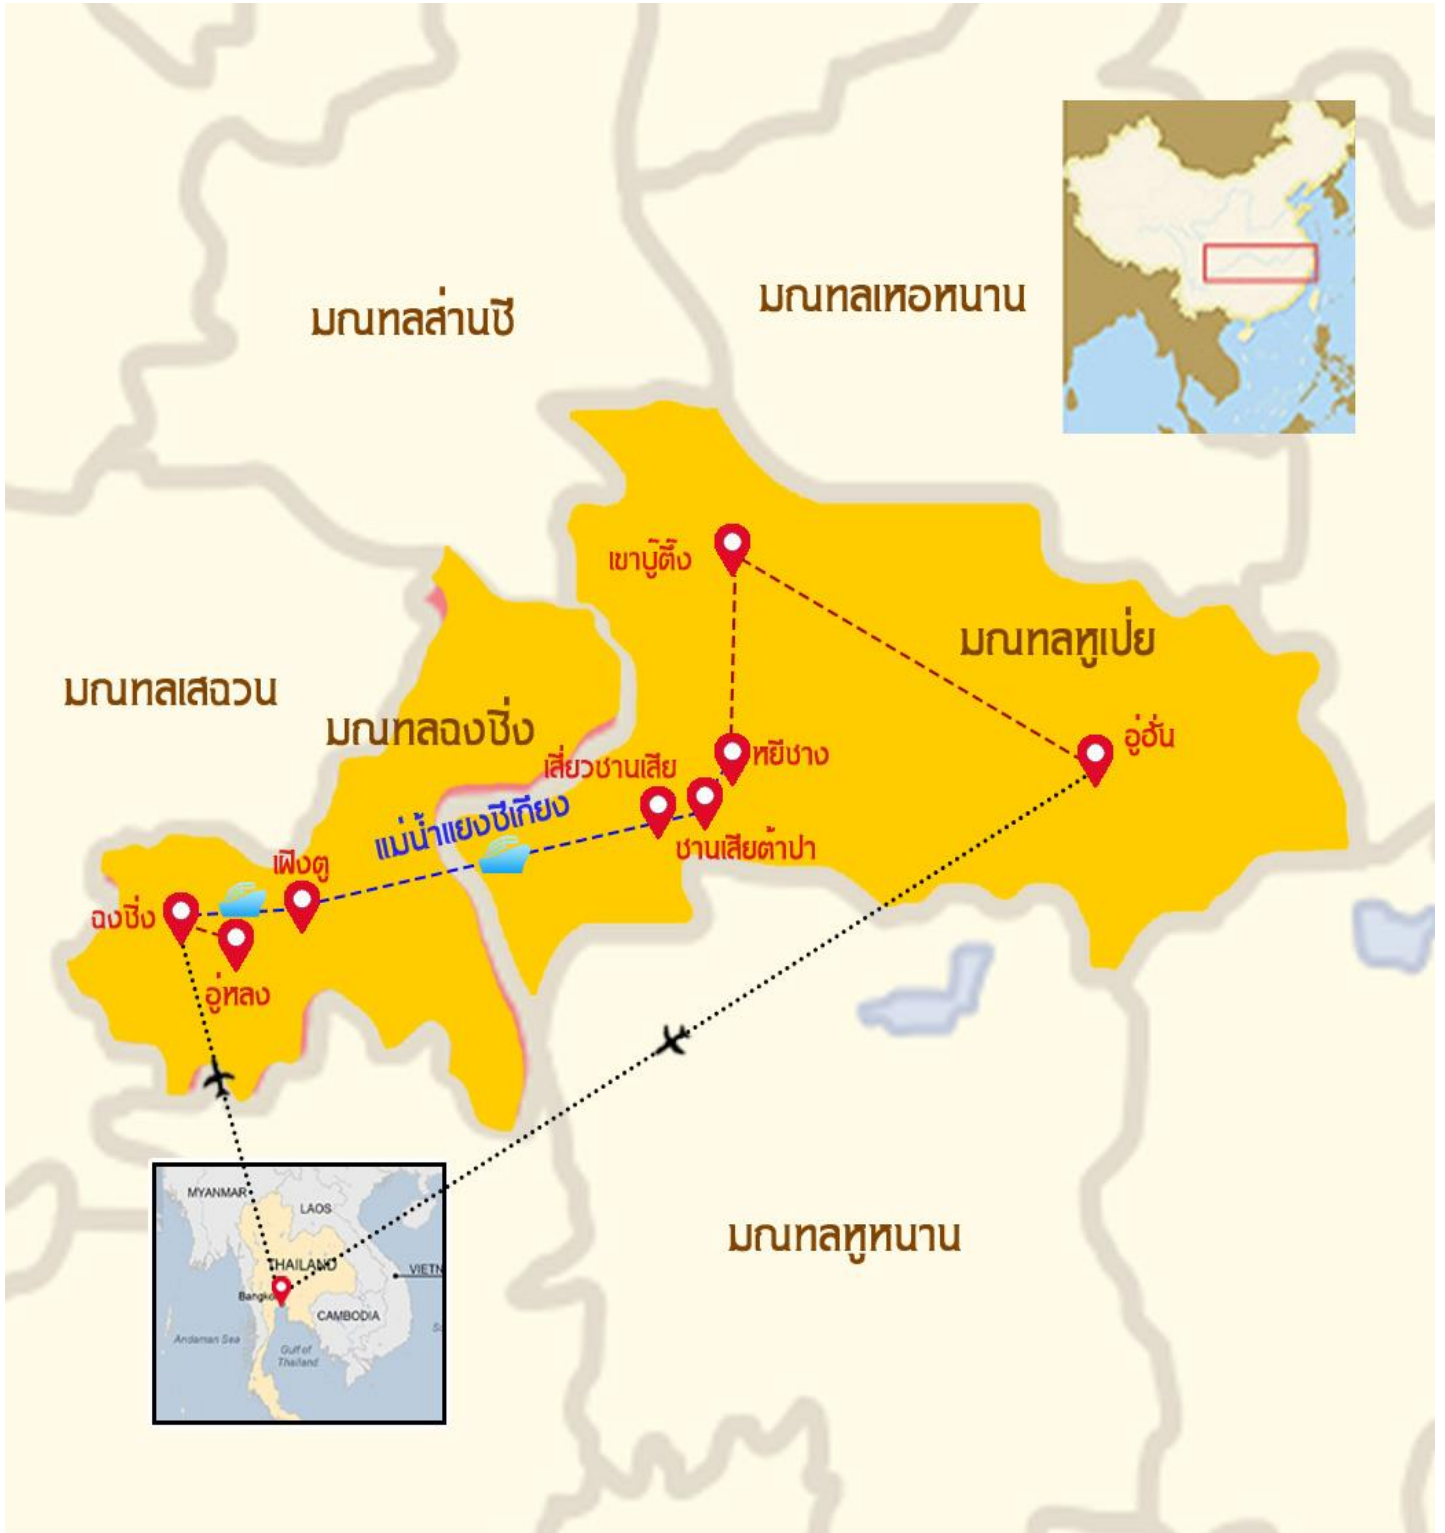 มณฑลส่านซี
มณฑลเหอหนาน
เขาบู๊ตึ๊ง
มณฑลหูเป่ย
มณฑลเสฉวน
มณฑลฉงชิ่ง
อู่ฮั่น
หยีชาง
เสี่ยวซานเสีย
แม่น้ำแยงซีเกียง
ซานเสียต้าปา
เฟิงตู
ฉงชิ่ง
อู่หลง
มณฑลหูหนาน
MYANMAR
LAOS
THAILAND
VIETN
Bangko
CAMBODIA
Andaman Sea
Gulf of
Thailand